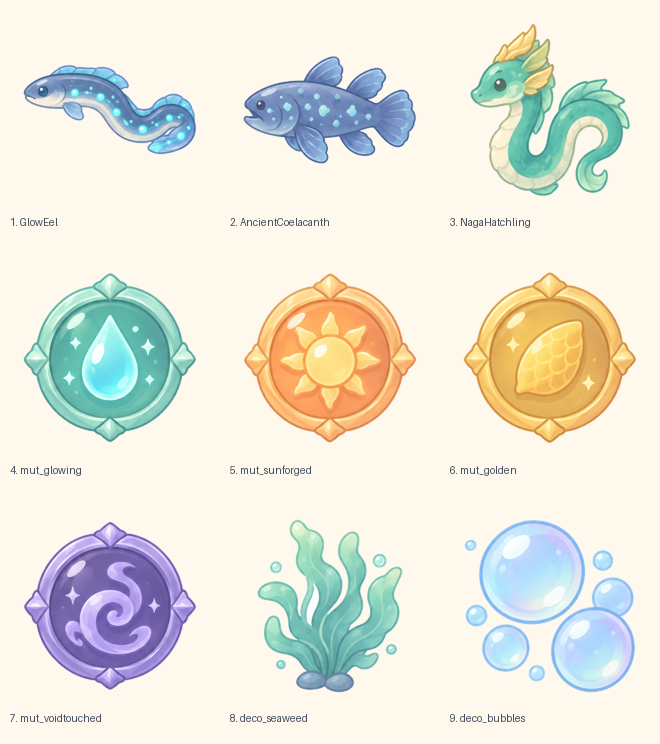 1. GlowEel
2. AncientCoelacanth
3. NagaHatchling
4. mut_glowing
5. mut_sunforged
6. mut_golden
7. mut_voidtouched
8. deco_seaweed
9. deco_bubbles